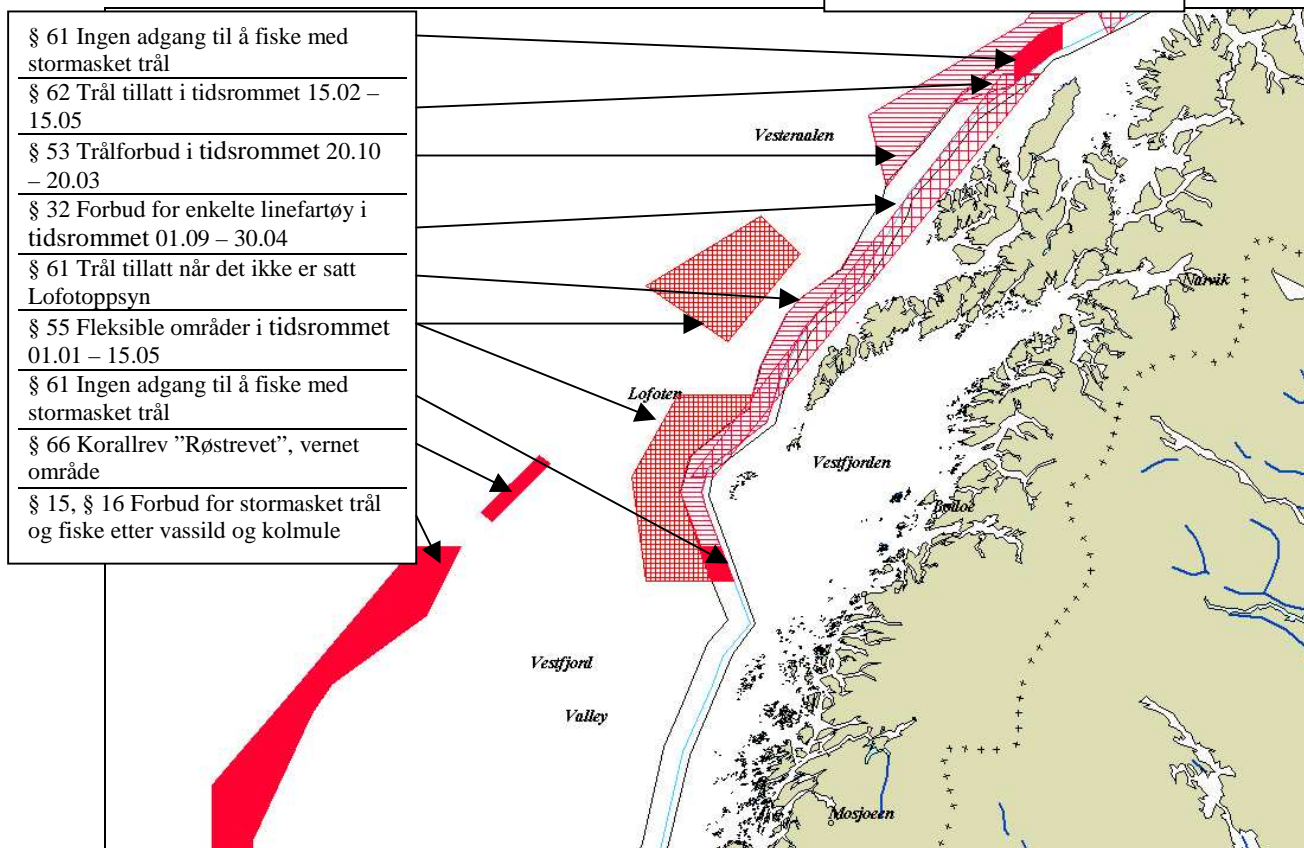 § 61 Ingen adgang til å fiske med
stormasket trål
§ 62 Trål tillatt i tidsrommet 15.02 –
15.05
§ 53 Trålforbud i tidsrommet 20.10
– 20.03
§ 32 Forbud for enkelte linefartøy i
tidsrommet 01.09 – 30.04
§ 61 Trål tillatt når det ikke er satt
Lofotoppsyn
§ 55 Fleksible områder i tidsrommet
01.01 – 15.05
§ 61 Ingen adgang til å fiske med
stormasket trål
§ 66 Korallrev ”Røstrevet”, vernet
område
§ 15, § 16 Forbud for stormasket trål
og fiske etter vassild og kolmule
Vesteraalen
Narvik
Lofoten
Vestfjorden
Vestfjord
Valley
Mosjoeen